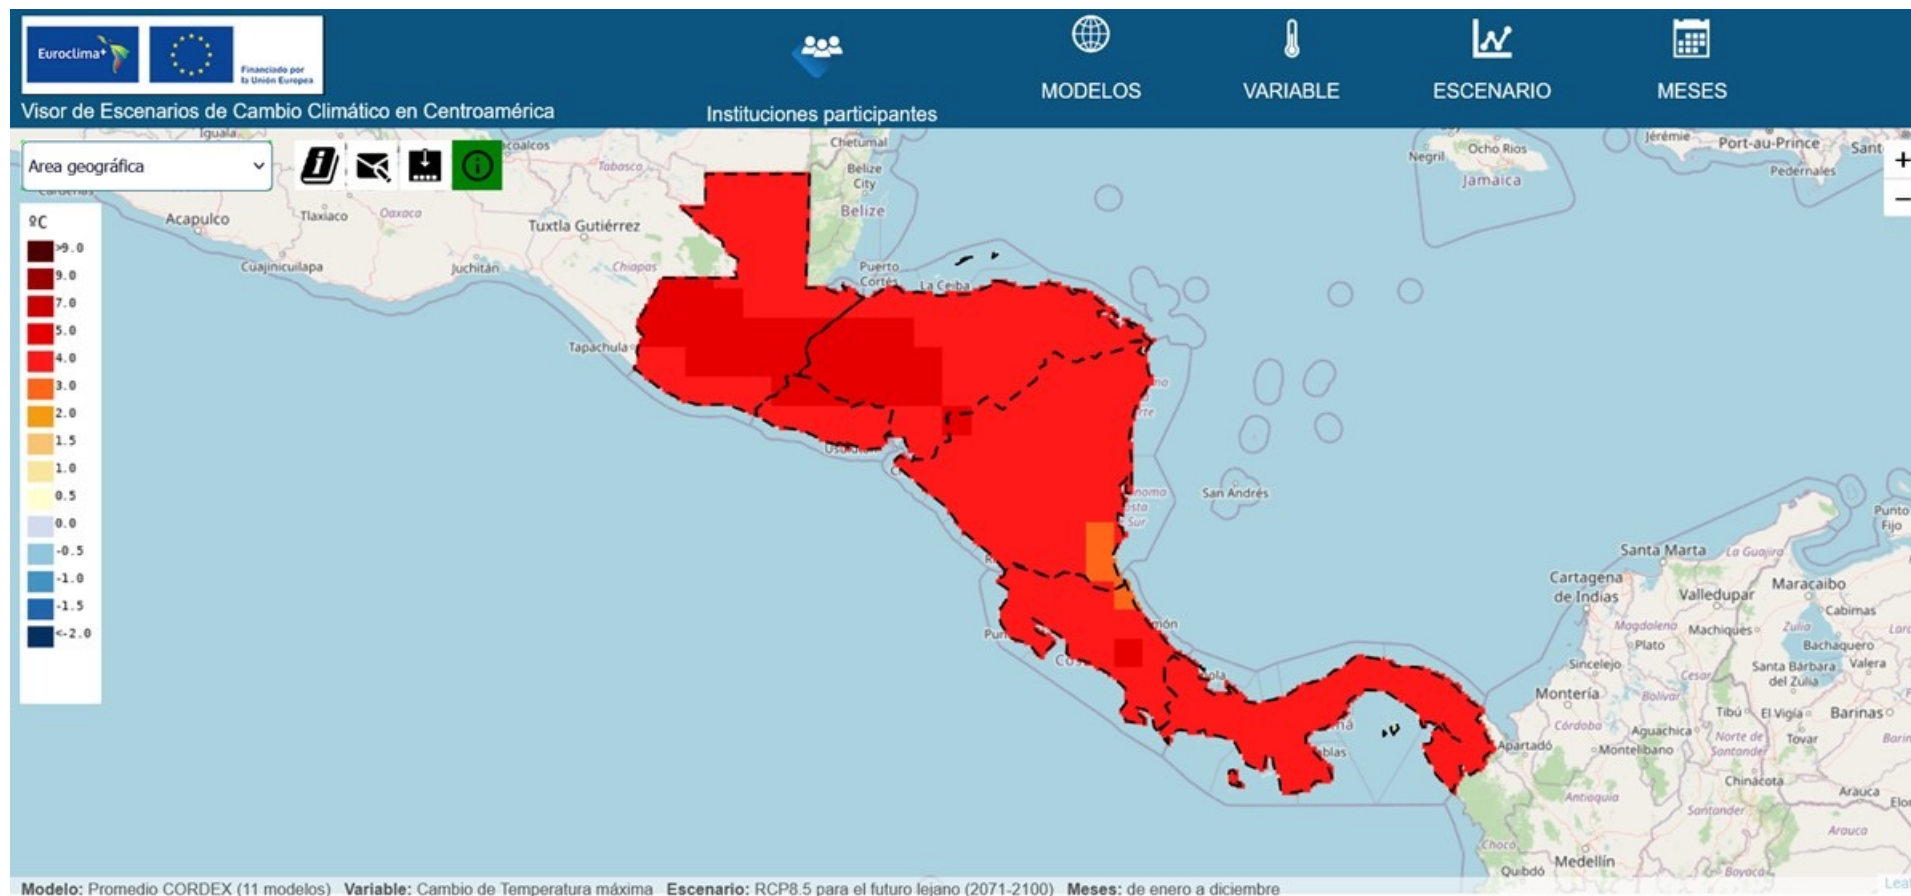 Euroclima+
Financiado por
la Unión Europea
Visor de Escenarios de Cambio Climático en Centroamérica
Instituciones participantes
MODELOS
VARIABLE
ESCENARIO
MESES
Area geográfica
ºC
>9.0
9.0
7.0
5.0
4.0
3.0
2.0
1.5
1.0
0.5
0.0
-0.5
-1.0
-1.5
<-2.0
Iguala
Tabasca
Chetumal
Belize
City
Belize
Acapulco
Tlaxiaco
Oaxaca
Tuxtla Gutiérrez
Cuajinicuilapa
Juchitán
Chiapas
Puerto
Cortés
La Ceiba
Tapachula
Negril
Ocho Rios
Jamaica
Jérémie
Port-au-Prince
Pedernales
+
−
San Andrés
Sur
Punto
Fijo
Santa Marta
La Guajira
Cartagena
de Indias
Maracaibo
Valledupar
Cabimas
Magdalena
Machiques
Zulia
Plato
Bachaquero
Sincelejo
Cesar
Santa Bárbara
del Zulia
Valera
Montería
Bolívar
Tibú
El Vigía
Barinas
Córdoba
Aguachica
Norte de
Santander
Tovar
Apartadó
Montelibano
Chinácota
Antioquia
Santander
Arauca
Arauca
Chocó
Boyacá
Medellín
Quibdó
Modelo: Promedio CORDEX (11 modelos) Variable: Cambio de Temperatura máxima Escenario: RCP8.5 para el futuro lejano (2071-2100) Meses: de enero a diciembre